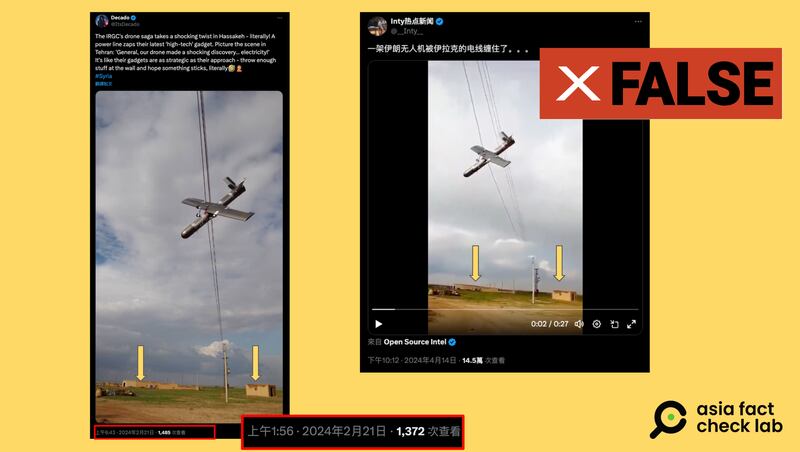 Decado
@ItsDecado
The IRGC's drone saga takes a shocking twist in Hassakeh - literally! A
power line zaps their latest 'high-tech' gadget. Picture the scene in
Tehran: 'General, our drone made a shocking discovery... electricity!'
It's like their gadgets are as strategic as their approach - throw enough
stuff at the wall and hope something sticks, literally
#Syria
翻譯貼文
2024年2月21日 · 1,485 次查看
Inty热点新闻
@__Inty__
一架伊朗无人机被伊拉克的电线缠住了。。。
X FALSE
0:02 / 0:27
來自 Open Source Intel
下午10:12 · 2024年4月14日 · 14.5萬 次查看
上午1:56 · 2024年2月21日 · 1,372 次查看
asia fact
check lab